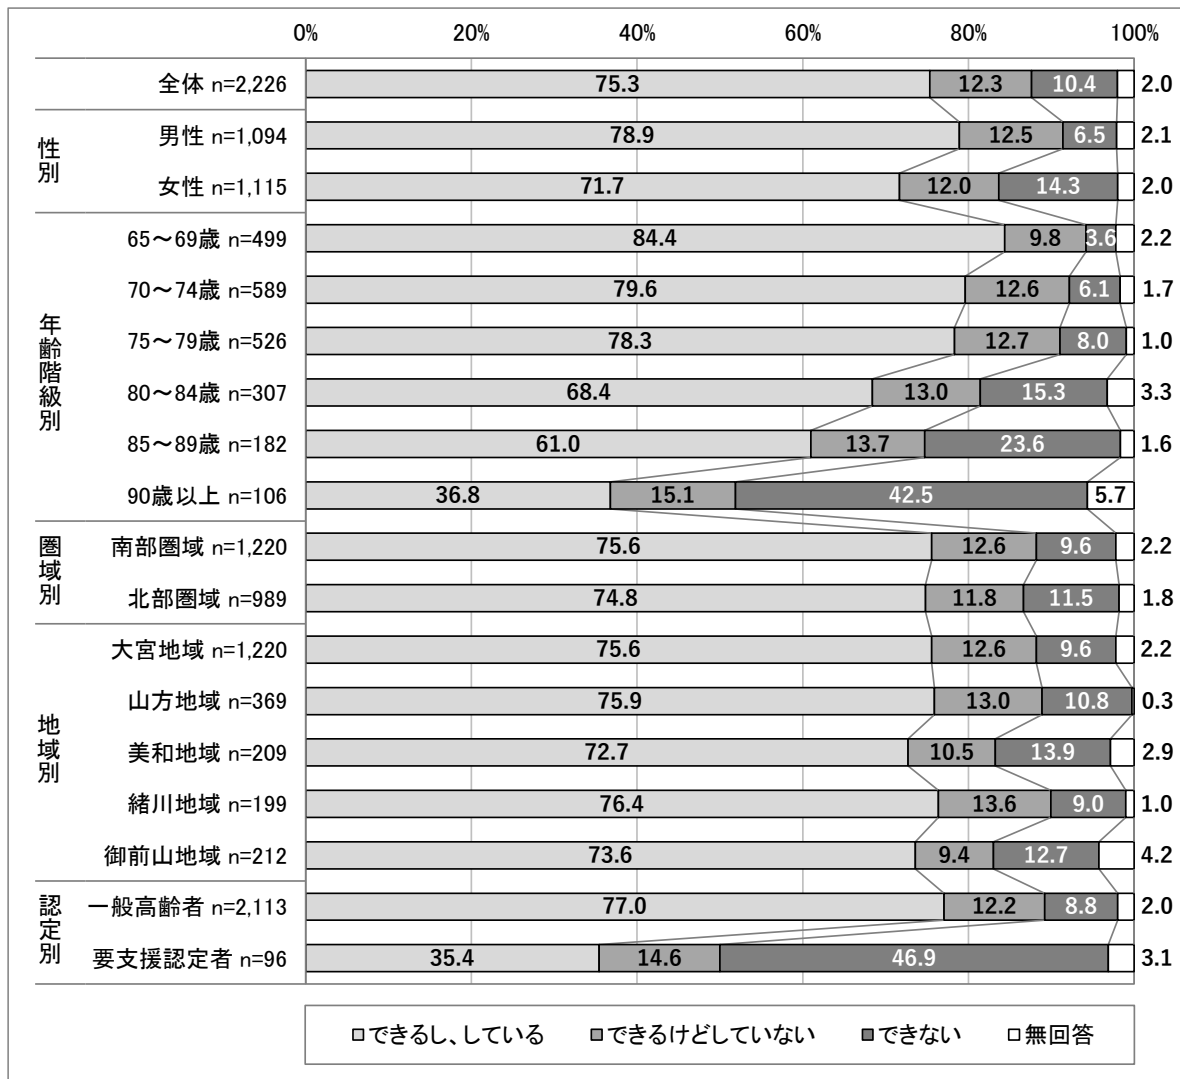 0% 20% 40% 60% 80% 100%
全体 n=2,226 75.3 12.3 10.4 2.0
性別
男性 n=1,094 78.9 12.5 6.5 2.1
女性 n=1,115 71.7 12.0 14.3 2.0
年齢階級別
65～69歳 n=499 84.4 9.8 3.6 2.2
70～74歳 n=589 79.6 12.6 6.1 1.7
75～79歳 n=526 78.3 12.7 8.0 1.0
80～84歳 n=307 68.4 13.0 15.3 3.3
85～89歳 n=182 61.0 13.7 23.6 1.6
90歳以上 n=106 36.8 15.1 42.5 5.7
圏域別
南部圏域 n=1,220 75.6 12.6 9.6 2.2
北部圏域 n=989 74.8 11.8 11.5 1.8
地域別
大宮地域 n=1,220 75.6 12.6 9.6 2.2
山方地域 n=369 75.9 13.0 10.8 0.3
美和地域 n=209 72.7 10.5 13.9 2.9
緒川地域 n=199 76.4 13.6 9.0 1.0
御前山地域 n=212 73.6 9.4 12.7 4.2
認定別
一般高齢者 n=2,113 77.0 12.2 8.8 2.0
要支援認定者 n=96 35.4 14.6 46.9 3.1
できるし、している できるけどしていない できない 無回答